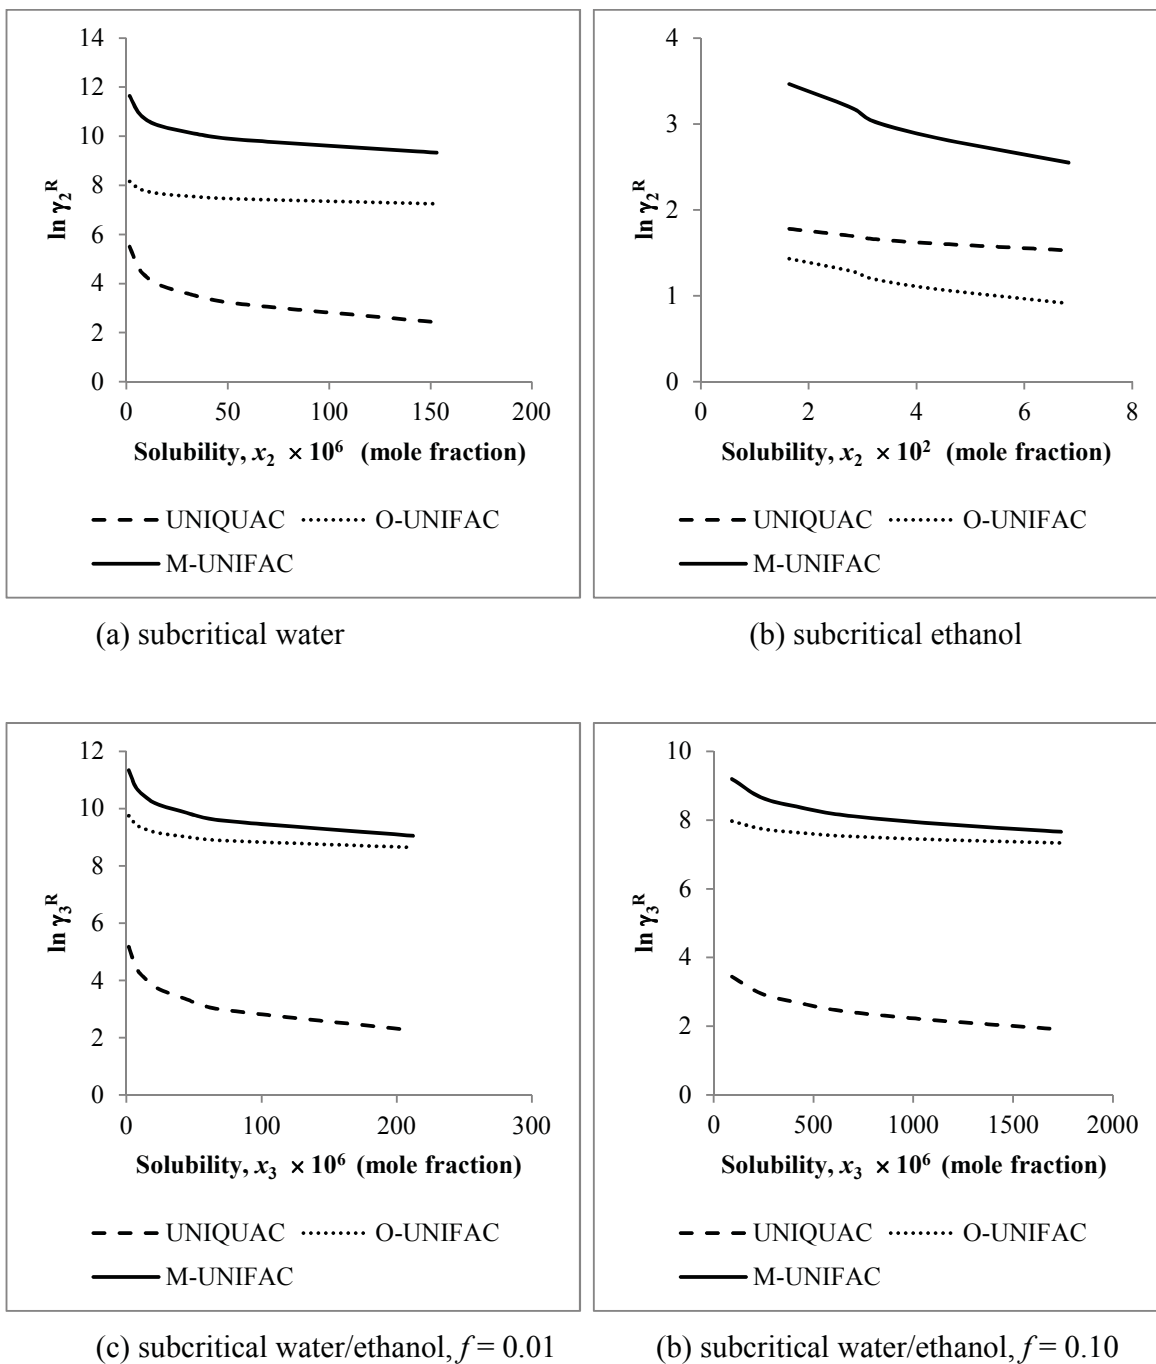 14
12
10
8
6
4
2
0
ln γ₂ᴿ
0 50 100 150 200
Solubility, x₂ × 10⁶ (mole fraction)
UNIQUAC O-UNIFAC
M-UNIFAC
(a) subcritical water
4
3
2
1
0
ln γ₂ᴿ
0 2 4 6 8
Solubility, x₂ × 10² (mole fraction)
UNIQUAC O-UNIFAC
M-UNIFAC
(b) subcritical ethanol
12
10
8
6
4
2
0
ln γ₃ᴿ
0 100 200 300
Solubility, x₃ × 10⁶ (mole fraction)
UNIQUAC O-UNIFAC
M-UNIFAC
(c) subcritical water/ethanol, f = 0.01
10
8
6
4
2
0
ln γ₃ᴿ
0 500 1000 1500 2000
Solubility, x₃ × 10⁶ (mole fraction)
UNIQUAC O-UNIFAC
M-UNIFAC
(b) subcritical water/ethanol, f = 0.10